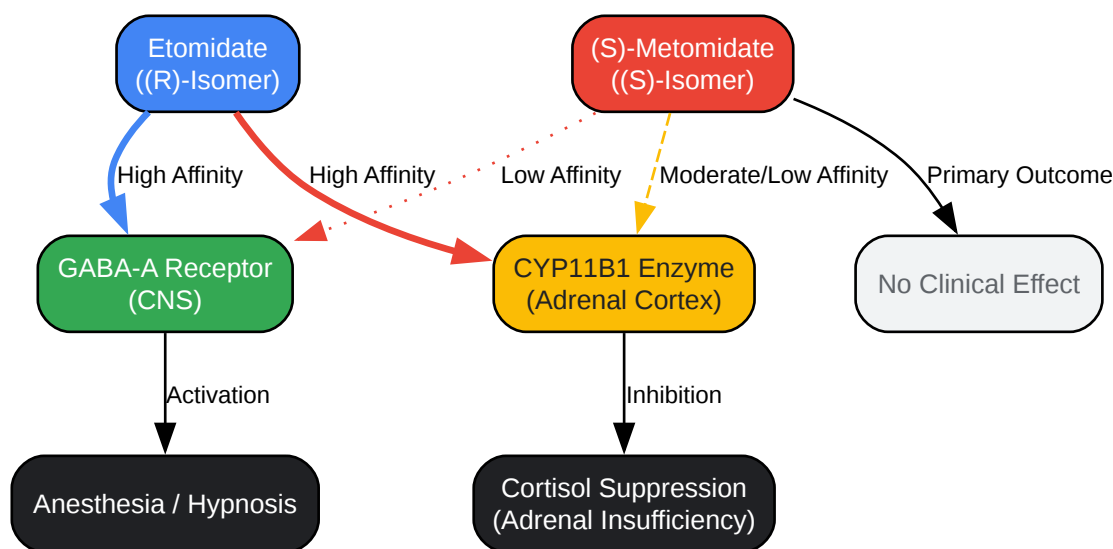 Etomidate
((R)-Isomer)
(S)-Metomidate
((S)-Isomer)
High Affinity
High Affinity
Low Affinity
Moderate/Low Affinity
Primary Outcome
GABA-A Receptor
(CNS)
CYP11B1 Enzyme
(Adrenal Cortex)
No Clinical Effect
Activation
Inhibition
Anesthesia / Hypnosis
Cortisol Suppression
(Adrenal Insufficiency)